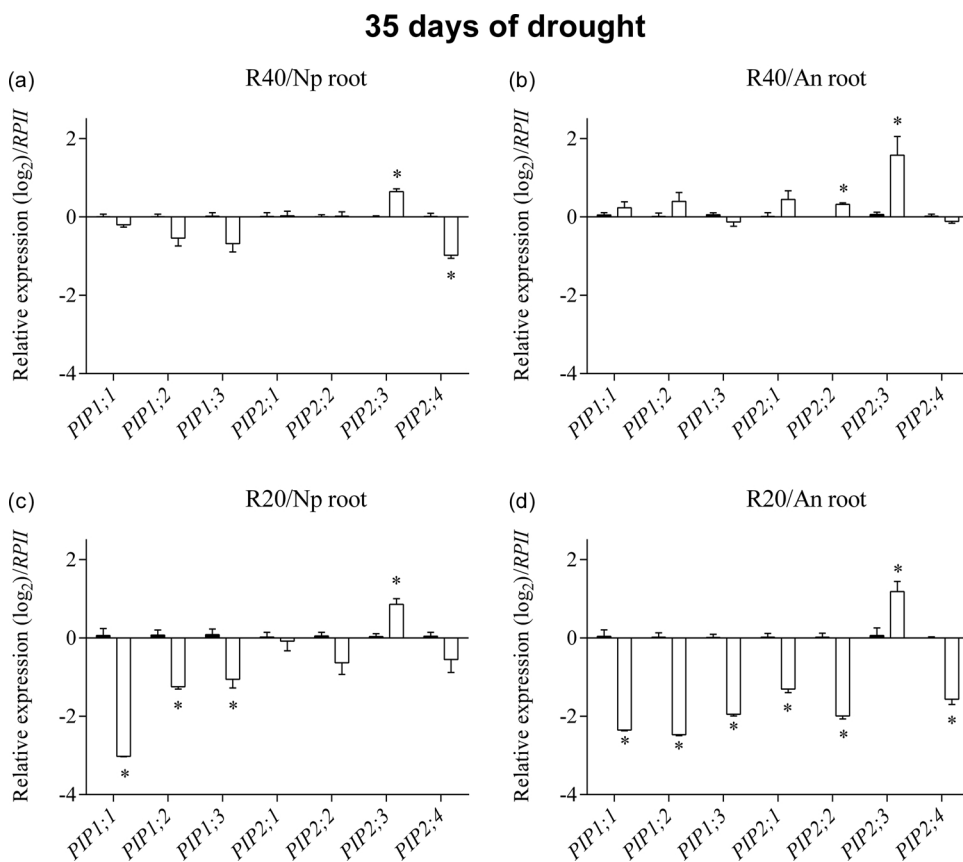 35 days of drought
(a)
R40/Np root
Relative expression (log2)/RPII
2
0
-2
-4
PIP1;1
PIP1;2
PIP1;3
PIP2;1
PIP2;2
PIP2;3
PIP2;4
*
*
(b)
R40/An root
Relative expression (log2)/RPII
2
0
-2
-4
PIP1;1
PIP1;2
PIP1;3
PIP2;1
PIP2;2
PIP2;3
PIP2;4
*
*
(c)
R20/Np root
Relative expression (log2)/RPII
2
0
-2
-4
PIP1;1
PIP1;2
PIP1;3
PIP2;1
PIP2;2
PIP2;3
PIP2;4
*
*
*
*
(d)
R20/An root
Relative expression (log2)/RPII
2
0
-2
-4
PIP1;1
PIP1;2
PIP1;3
PIP2;1
PIP2;2
PIP2;3
PIP2;4
*
*
*
*
*
*
*